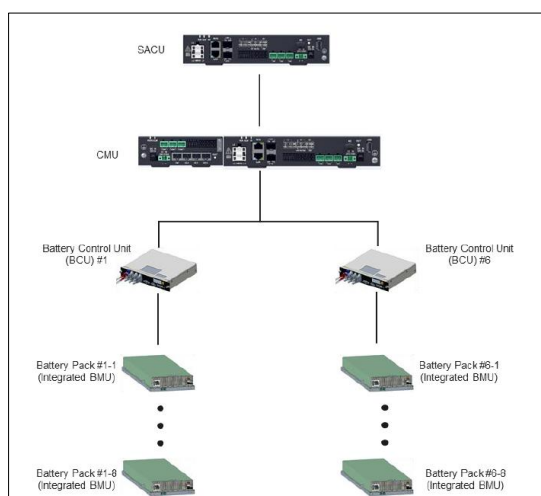 SACU
CMU
Battery Control Unit
(BCU) #1
Battery Control Unit
(BCU) #6
Battery Pack #1-1
(Integrated BMU)
Battery Pack #6-1
(Integrated BMU)
Battery Pack #1-8
(Integrated BMU)
Battery Pack #6-8
(Integrated BMU)